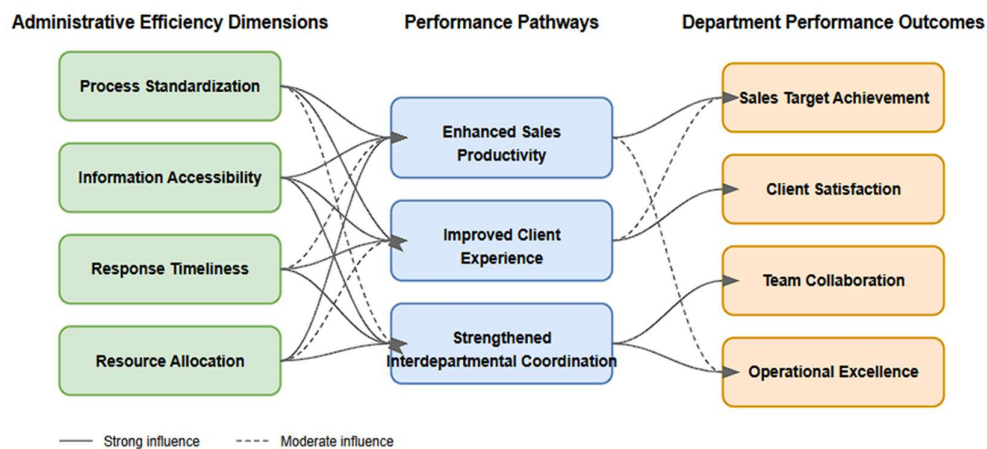 Administrative Efficiency Dimensions
Performance Pathways
Department Performance Outcomes
Process Standardization
Information Accessibility
Response Timeliness
Resource Allocation
Enhanced Sales
Productivity
Improved Client
Experience
Strengthened
Interdepartmental Coordination
Sales Target Achievement
Client Satisfaction
Team Collaboration
Operational Excellence
Strong influence
Moderate influence